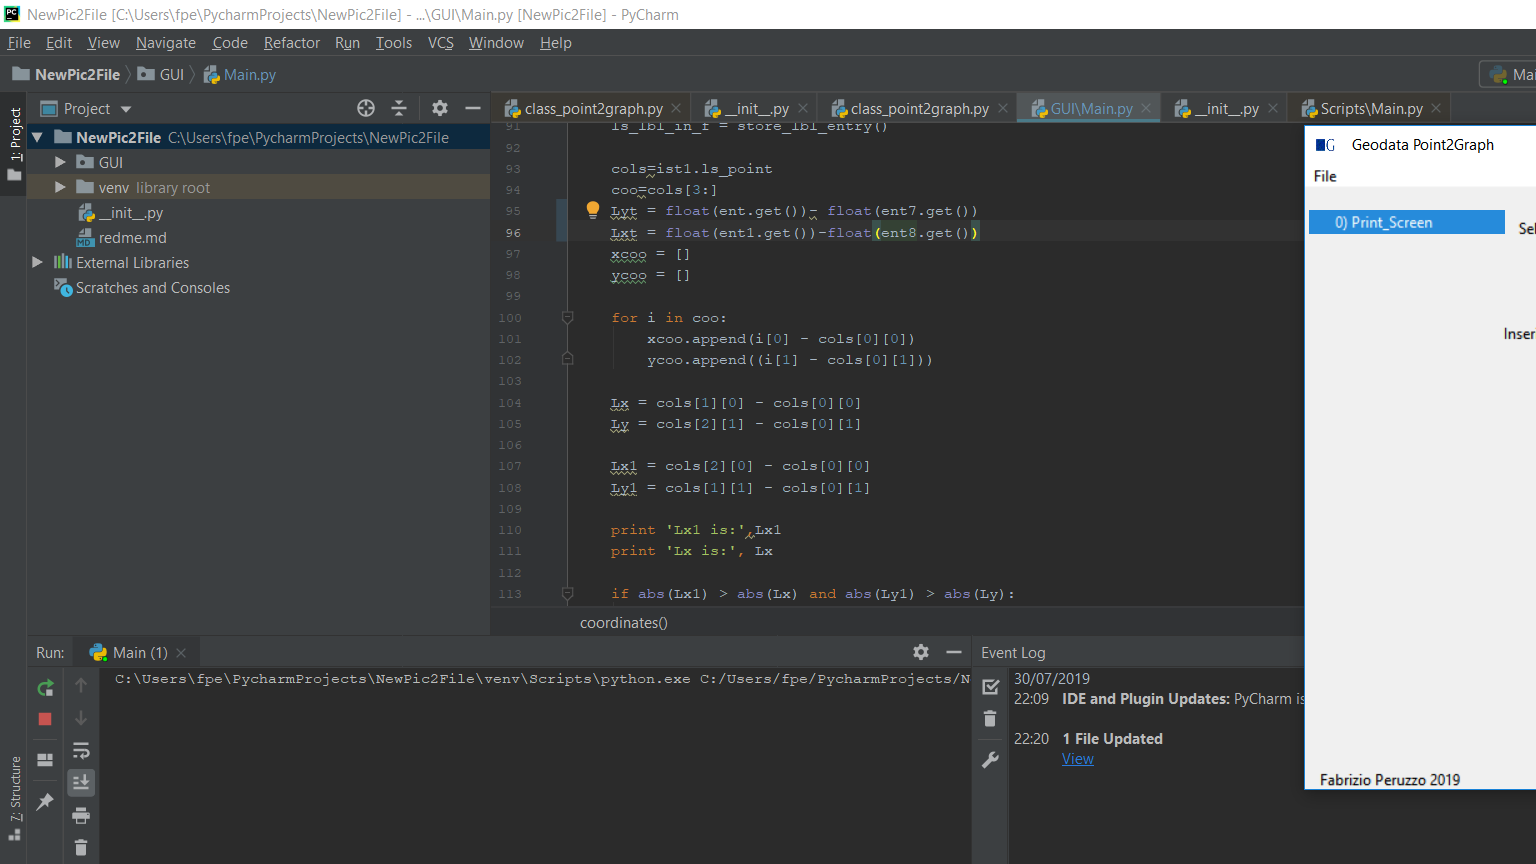 NewPic2File [C:\Users\fpe\PycharmProjects\NewPic2File] - ...\GUI\Main.py [NewPic2File] - PyCharm
File Edit View Navigate Code Refactor Run Tools VCS Window Help
NewPic2File GUI Main.py Mai
1: Project
Project
NewPic2File C:\Users\fpe\PycharmProjects\NewPic2File
GUI
venv library root
__init__.py
redme.md
External Libraries
Scratches and Consoles
class_point2graph.py __init__.py class_point2graph.py GUI\Main.py __init__.py Scripts\Main.py
91 ls_lbl_in_f = store_lbl_entry()
92
93 cols=ist1.ls_point
94 coo=cols[3:]
95 Lyt = float(ent.get())- float(ent7.get())
96 Lxt = float(ent1.get())-float(ent8.get())
97 xcoo = []
98 ycoo = []
99
100 for i in coo:
101 xcoo.append(i[0] - cols[0][0])
102 ycoo.append((i[1] - cols[0][1]))
103
104 Lx = cols[1][0] - cols[0][0]
105 Ly = cols[2][1] - cols[0][1]
106
107 Lx1 = cols[2][0] - cols[0][0]
108 Ly1 = cols[1][1] - cols[0][1]
109
110 print 'Lx1 is:',Lx1
111 print 'Lx is:', Lx
112
113 if abs(Lx1) > abs(Lx) and abs(Ly1) > abs(Ly):
coordinates()
Geodata Point2Graph
File
0) Print_Screen
Sel
Inser
Fabrizio Peruzzo 2019
Run: Main (1)
C:\Users\fpe\PycharmProjects\NewPic2File\venv\Scripts\python.exe C:/Users/fpe/PycharmProjects/N
Event Log
30/07/2019
22:09 IDE and Plugin Updates: PyCharm is
22:20 1 File Updated
View
7: Structure